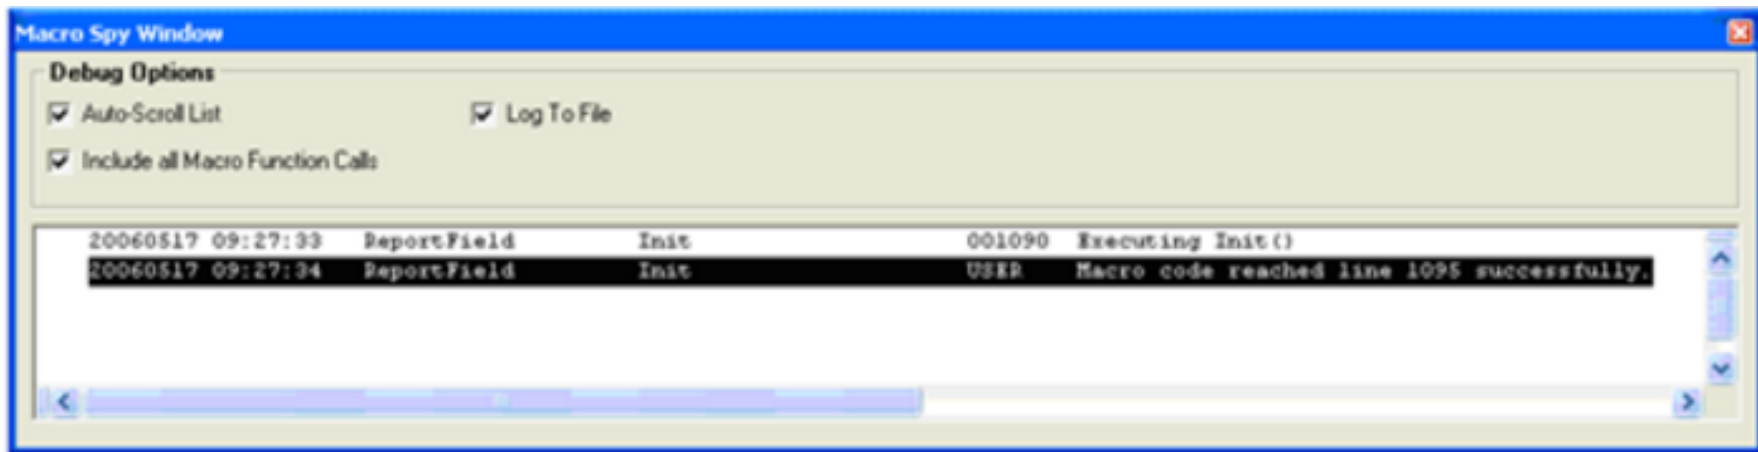 Macro Spy Window
Debug Options
Auto-Scroll List Log To File
Include all Macro Function Calls
20060517 09:27:33 ReportField Init 001090 Executing Init()
20060517 09:27:34 ReportField Init USER Macro code reached line 1095 successfully.